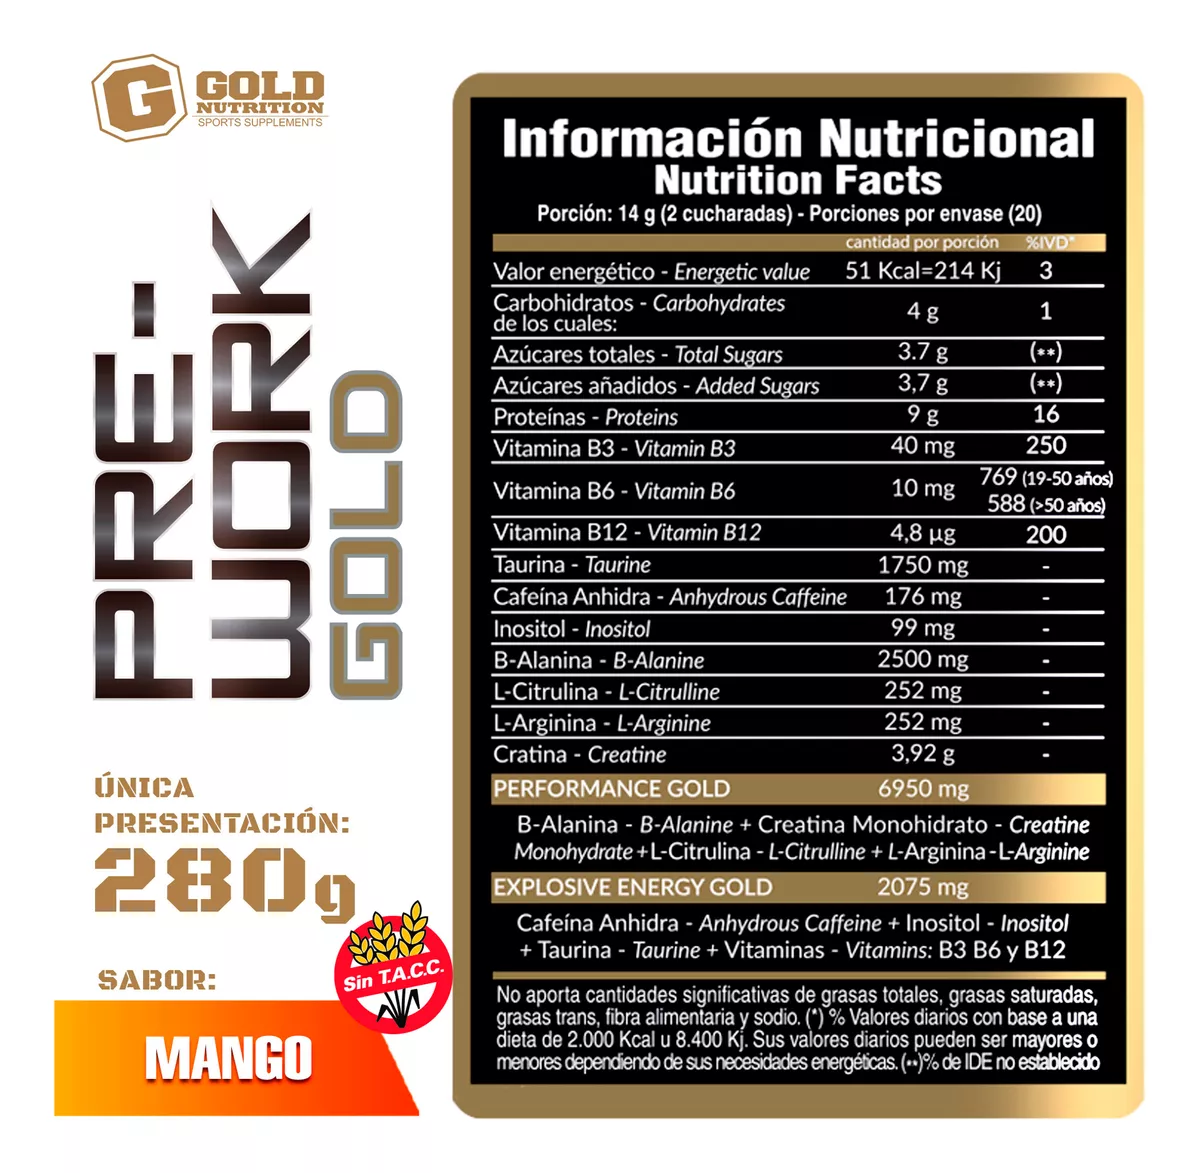 G
GOLD
NUTRITION
SPORTS SUPPLEMENTS
PRE-
WORK
GOLD
ÚNICA
PRESENTACIÓN:
280g
SABOR:
Sin T.A.C.C.
MANGO
Información Nutricional
Nutrition Facts
Porción: 14 g (2 cucharadas) - Porciones por envase (20)
cantidad por porción %IVD*
Valor energético - Energetic value 51 Kcal=214 Kj 3
Carbohidratos - Carbohydrates
de los cuales: 4 g 1
Azúcares totales - Total Sugars 3.7 g (**)
Azúcares añadidos - Added Sugars 3,7 g (**)
Proteínas - Proteins 9 g 16
Vitamina B3 - Vitamin B3 40 mg 250
Vitamina B6 - Vitamin B6 10 mg 769 (19-50 años)
588 (>50 años)
Vitamina B12 - Vitamin B12 4,8 µg 200
Taurina - Taurine 1750 mg -
Cafeína Anhidra - Anhydrous Caffeine 176 mg -
Inositol - Inositol 99 mg -
B-Alanina - B-Alanine 2500 mg -
L-Citrulina - L-Citrulline 252 mg -
L-Arginina - L-Arginine 252 mg -
Cratina - Creatine 3,92 g -
PERFORMANCE GOLD 6950 mg
B-Alanina - B-Alanine + Creatina Monohidrato - Creatine
Monohydrate + L-Citrulina - L-Citrulline + L-Arginina - L-Arginine
EXPLOSIVE ENERGY GOLD 2075 mg
Cafeína Anhidra - Anhydrous Caffeine + Inositol - Inositol
+ Taurina - Taurine + Vitaminas - Vitamins: B3 B6 y B12
No aporta cantidades significativas de grasas totales, grasas saturadas,
grasas trans, fibra alimentaria y sodio. (*) % Valores diarios con base a una
dieta de 2.000 Kcal u 8.400 Kj. Sus valores diarios pueden ser mayores o
menores dependiendo de sus necesidades energéticas. (**)% de IDE no establecido